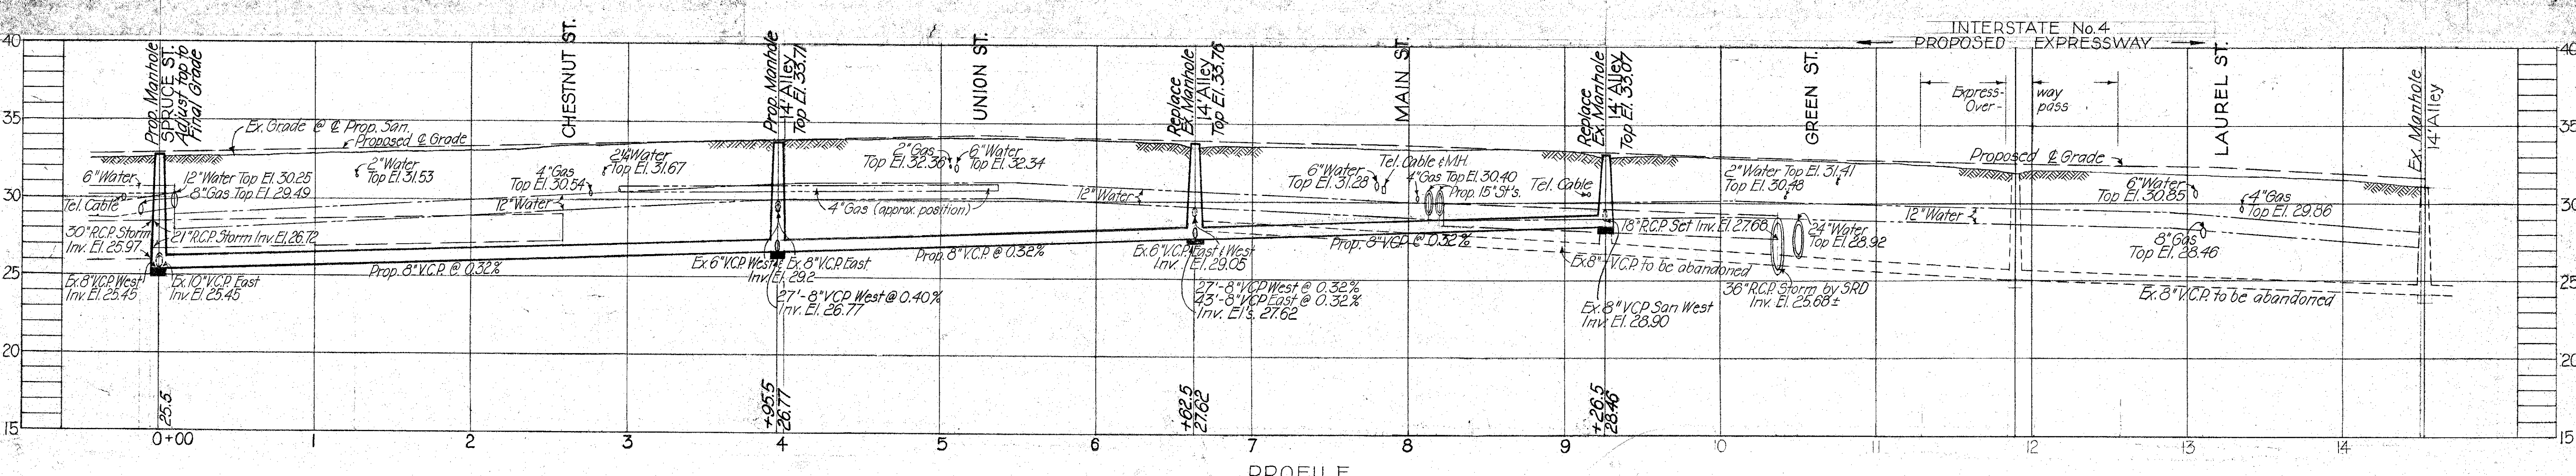 INTERSTATE No. 4
PROPOSED EXPRESSWAY
40
35
30
25
20
15
Prop. Manhole
SPRUCE ST.
Adjust top to
Final Grade
Ex. Grade @ ℄ Prop. San.
Proposed ℄ Grade
6" Water
12" Water Top El. 30.25
8" Gas Top El. 29.49
Tel. Cable
30" R.C.P. Storm
Inv. El. 25.97
21" R.C.P. Storm Inv. El. 26.72
Ex. 8" V.C.P. West
Inv. El. 25.45
Ex. 10" V.C.P. East
Inv. El. 25.45
25.5
0+00
2" Water
Top El. 31.53
Prop. 8" V.C.P. @ 0.32%
CHESTNUT ST.
4" Gas
Top El. 30.54
2¼" Water
Top El. 31.67
12" Water
Prop. Manhole
14' Alley
Top El. 33.71
Ex. 6" V.C.P. West
Ex. 8" V.C.P. East
Inv. El. 29.2
27'-8" VCP West @ 0.40%
Inv. El. 26.77
+95.5
26.77
UNION ST.
2" Gas
Top El. 32.36
6" Water
Top El. 32.34
4" Gas (approx. position)
Prop. 8" V.C.P. @ 0.32%
12" Water
Replace
Ex. Manhole
14' Alley
Top El. 33.76
Ex. 6" V.C.P. East & West
Inv. El. 29.05
27'-8" VCP West @ 0.32%
43'-8" VCP East @ 0.32%
Inv. El's. 27.62
+62.5
27.62
MAIN ST.
6" Water
Top El. 31.28
Tel. Cable & M.H.
4" Gas Top El. 30.40
Prop. 15" St's.
Prop. 8" V.C.P. @ 0.32%
Tel. Cable
Replace
Ex. Manhole
14' Alley
Top El. 33.07
Ex. 8" V.C.P. to be abandoned
Ex. 8" VCP San West
Inv. El. 28.90
+26.5
28.46
18" R.C.P. Set Inv. El. 27.68
GREEN ST.
2" Water Top El. 31.41
Top El. 30.48
24" Water
Top El. 28.92
36" R.C.P. Storm by SRD
Inv. El. 25.68±
12" Water
Express-
Over-
way
pass
Proposed ℄ Grade
LAUREL ST.
6" Water
Top El. 30.85
4" Gas
Top El. 29.86
8" Gas
Top El. 28.46
Ex. 8" V.C.P. to be abandoned
Ex. Manhole
14' Alley
40
35
30
25
20
15
1
2
3
4
5
6
7
8
9
10
11
12
13
14
PROFILE